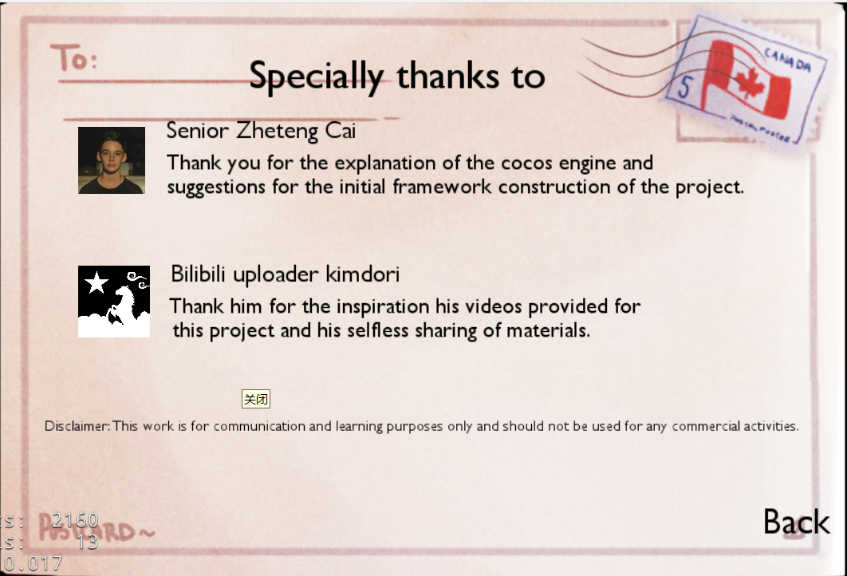 To:
Specially thanks to
CANADA
5
Senior Zheteng Cai
Thank you for the explanation of the cocos engine and
suggestions for the initial framework construction of the project.
Bilibili uploader kimdori
Thank him for the inspiration his videos provided for
this project and his selfless sharing of materials.
关闭
Disclaimer: This work is for communication and learning purposes only and should not be used for any commercial activities.
s: 2160
POSTCARD~
s: 13
0.017
Back